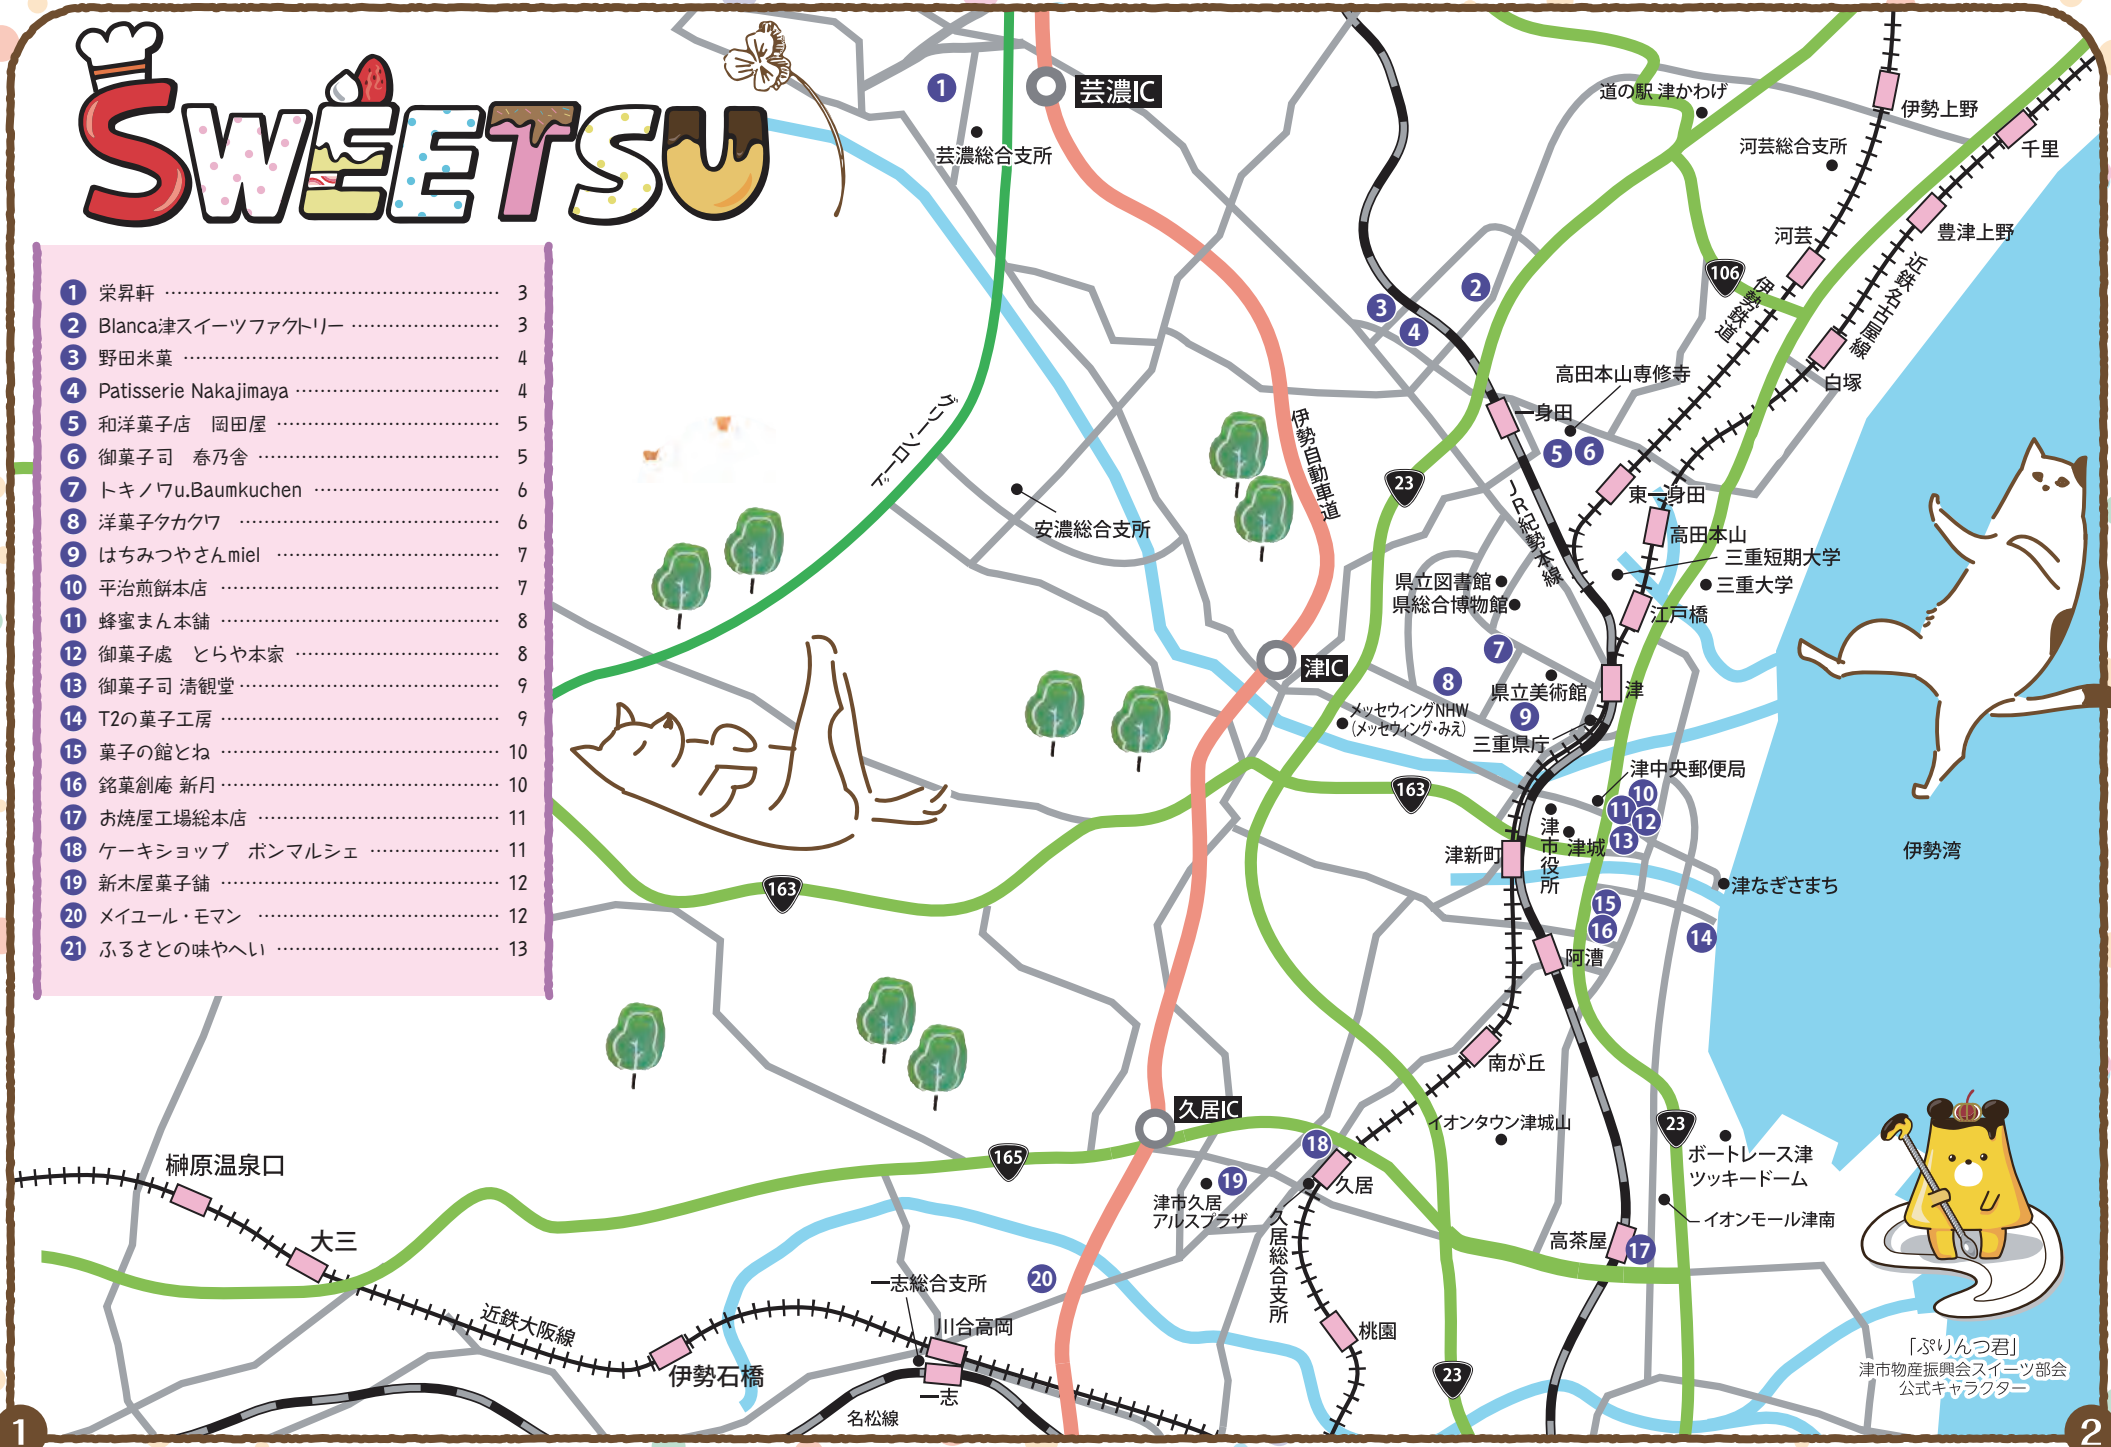 SWEETSU
1 栄昇軒 3
2 Blanca津スイーツファクトリー 3
3 野田米菓 4
4 Patisserie Nakajimaya 4
5 和洋菓子店　岡田屋 5
6 御菓子司　春乃舎 5
7 トキノワu.Baumkuchen 6
8 洋菓子タカクワ 6
9 はちみつやさんmiel 7
10 平治煎餅本店 7
11 蜂蜜まん本舗 8
12 御菓子處　とらや本家 8
13 御菓子司 清観堂 9
14 T2の菓子工房 9
15 菓子の館とね 10
16 銘菓創庵 新月 10
17 お焼屋工場総本店 11
18 ケーキショップ　ボンマルシェ 11
19 新木屋菓子舗 12
20 メイユール・モマン 12
21 ふるさとの味やへい 13
1
芸濃IC
芸濃総合支所
道の駅 津かわげ
伊勢上野
千里
河芸総合支所
豊津上野
河芸
106
伊勢鉄道
近鉄名古屋線
2
3
4
白塚
高田本山専修寺
一身田
5
6
グリーンロード
伊勢自動車道
23
JR紀勢本線
東一身田
安濃総合支所
高田本山
三重短期大学
三重大学
県立図書館
県総合博物館
江戸橋
7
津IC
8
県立美術館
津
9
メッセウィングNHW
(メッセウィング・みえ)
三重県庁
津中央郵便局
163
10
11
12
13
津市役所
津城
津新町
伊勢湾
163
津なぎさまち
15
16
14
阿漕
南が丘
久居IC
イオンタウン津城山
23
165
18
ボートレース津
ツッキードーム
榊原温泉口
19
久居
津市久居
アルスプラザ
久居総合支所
イオンモール津南
大三
高茶屋
17
20
一志総合支所
近鉄大阪線
川合高岡
桃園
伊勢石橋
一志
名松線
23
「ぷりんつ君」
津市物産振興会スイーツ部会
公式キャラクター
1
2